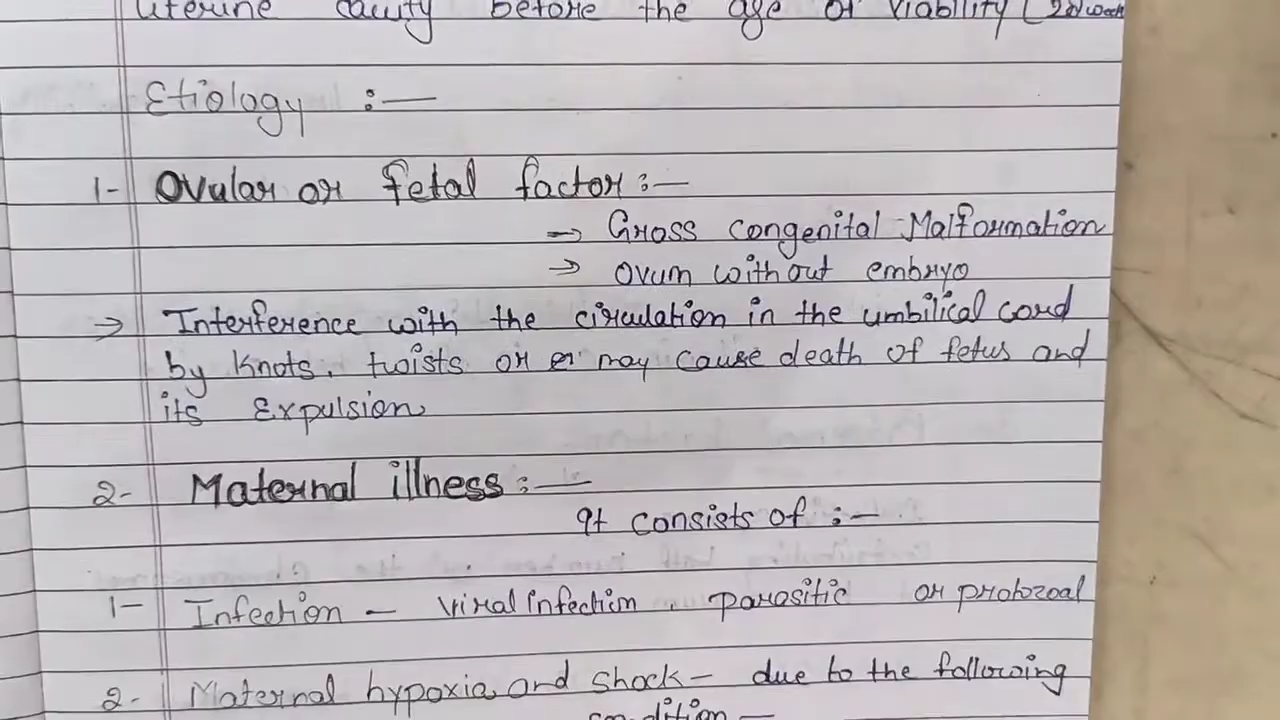 uterine cavity before the age of viability (20 week
Etiology :—
1- Ovular or fetal factor :—
→ Gross congenital Malformation
→ Ovum without embryo
→ Interference with the circulation in the umbilical cord
by Knots, twists or may cause death of fetus and
its Expulsion
2- Maternal illness :—
It consists of :—
1— Infection — Viral infection, parasitic or protozoal
2- Maternal hypoxia and shock — due to the following
condition —